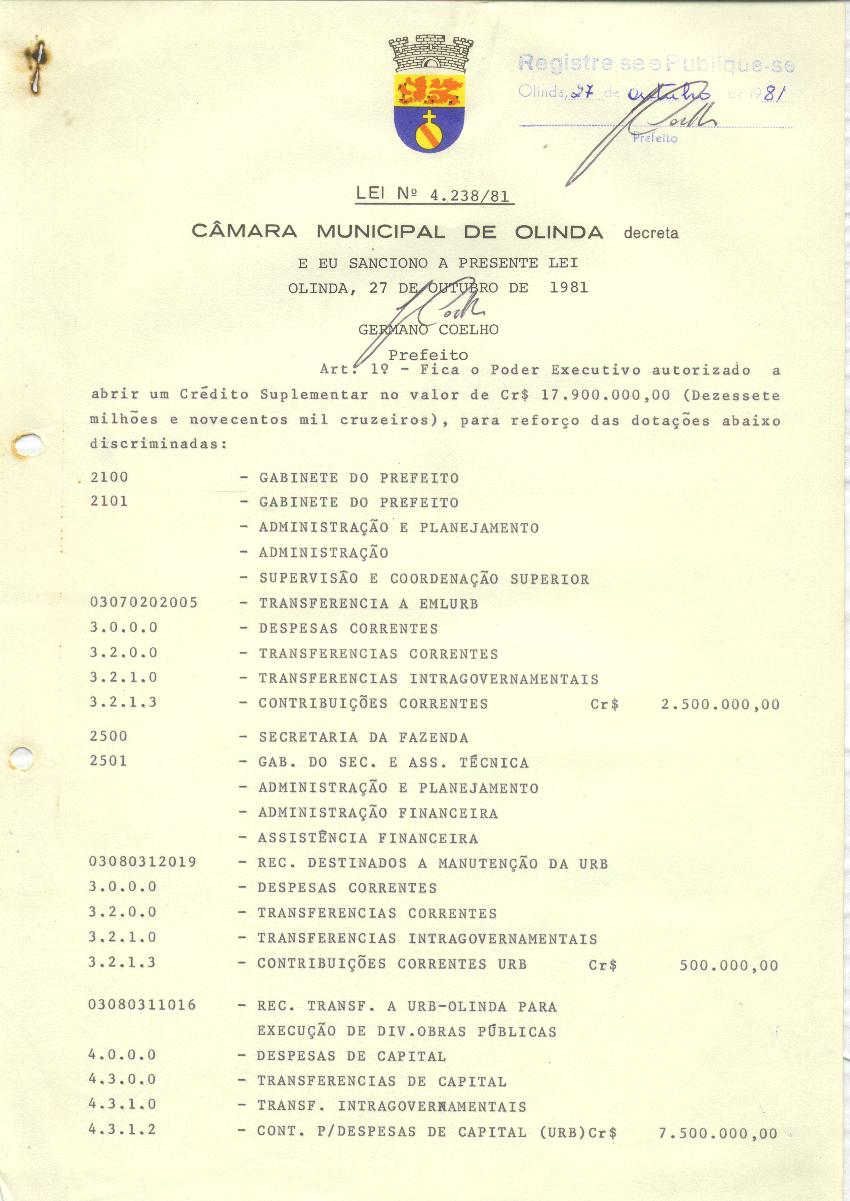 Registre se e Publique-se
Olinda, 27 de outubro de 1981
Prefeito
LEI Nº 4.238/81
CÂMARA MUNICIPAL DE OLINDA decreta
E EU SANCIONO A PRESENTE LEI
OLINDA, 27 DE OUTUBRO DE 1981
GERMANO COELHO
Prefeito
Art. 1º - Fica o Poder Executivo autorizado a
abrir um Crédito Suplementar no valor de Cr$ 17.900.000,00 (Dezessete
milhões e novecentos mil cruzeiros), para reforço das dotações abaixo
discriminadas:
2100 - GABINETE DO PREFEITO
2101 - GABINETE DO PREFEITO
- ADMINISTRAÇÃO E PLANEJAMENTO
- ADMINISTRAÇÃO
- SUPERVISÃO E COORDENAÇÃO SUPERIOR
03070202005 - TRANSFERENCIA A EMLURB
3.0.0.0 - DESPESAS CORRENTES
3.2.0.0 - TRANSFERENCIAS CORRENTES
3.2.1.0 - TRANSFERENCIAS INTRAGOVERNAMENTAIS
3.2.1.3 - CONTRIBUIÇÕES CORRENTES Cr$ 2.500.000,00
2500 - SECRETARIA DA FAZENDA
2501 - GAB. DO SEC. E ASS. TÉCNICA
- ADMINISTRAÇÃO E PLANEJAMENTO
- ADMINISTRAÇÃO FINANCEIRA
- ASSISTÊNCIA FINANCEIRA
03080312019 - REC. DESTINADOS A MANUTENÇÃO DA URB
3.0.0.0 - DESPESAS CORRENTES
3.2.0.0 - TRANSFERENCIAS CORRENTES
3.2.1.0 - TRANSFERENCIAS INTRAGOVERNAMENTAIS
3.2.1.3 - CONTRIBUIÇÕES CORRENTES URB Cr$ 500.000,00
03080311016 - REC. TRANSF. A URB-OLINDA PARA
EXECUÇÃO DE DIV.OBRAS PÚBLICAS
4.0.0.0 - DESPESAS DE CAPITAL
4.3.0.0 - TRANSFERENCIAS DE CAPITAL
4.3.1.0 - TRANSF. INTRAGOVERNAMENTAIS
4.3.1.2 - CONT. P/DESPESAS DE CAPITAL (URB)Cr$ 7.500.000,00